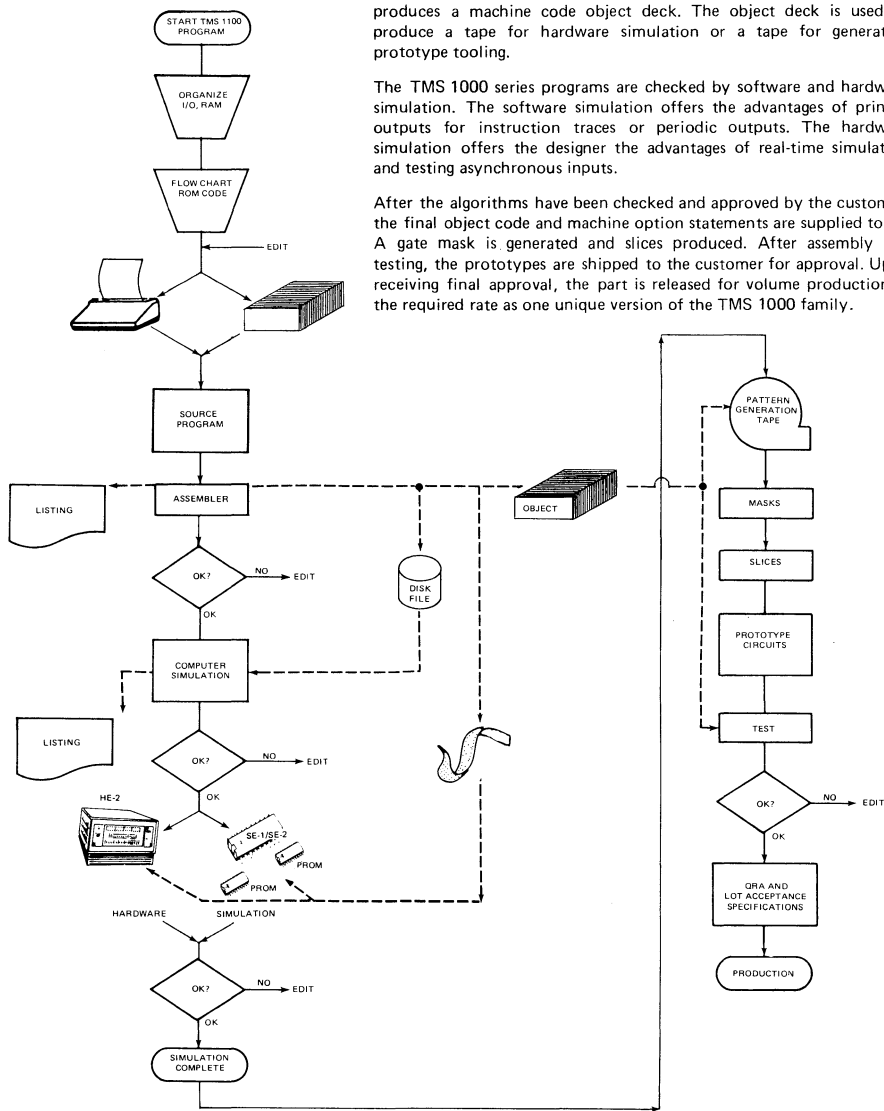 produces a machine code object deck. The object deck is used
produce a tape for hardware simulation or a tape for generat
prototype tooling.
The TMS 1000 series programs are checked by software and hardw
simulation. The software simulation offers the advantages of prin
outputs for instruction traces or periodic outputs. The hardw
simulation offers the designer the advantages of real-time simulat
and testing asynchronous inputs.
After the algorithms have been checked and approved by the custom
the final object code and machine option statements are supplied to
A gate mask is generated and slices produced. After assembly
testing, the prototypes are shipped to the customer for approval. Up
receiving final approval, the part is released for volume production
the required rate as one unique version of the TMS 1000 family.
START TMS 1100
PROGRAM
ORGANIZE
I/O, RAM
FLOW CHART
ROM CODE
EDIT
SOURCE
PROGRAM
ASSEMBLER
LISTING
OK?
NO
EDIT
OK
DISK
FILE
OBJECT
COMPUTER
SIMULATION
LISTING
OK?
NO
EDIT
OK
HE-2
SE-1/SE-2
PROM
PROM
HARDWARE
SIMULATION
OK?
NO
EDIT
OK
SIMULATION
COMPLETE
PATTERN
GENERATION
TAPE
MASKS
SLICES
PROTOTYPE
CIRCUITS
TEST
OK?
NO
EDIT
OK
QRA AND
LOT ACCEPTANCE
SPECIFICATIONS
PRODUCTION